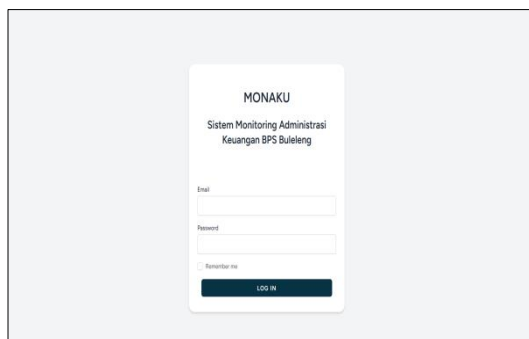 MONAKU
Sistem Monitoring Administrasi
Keuangan BPS Buleleng
Email
Password
Remember me
LOG IN